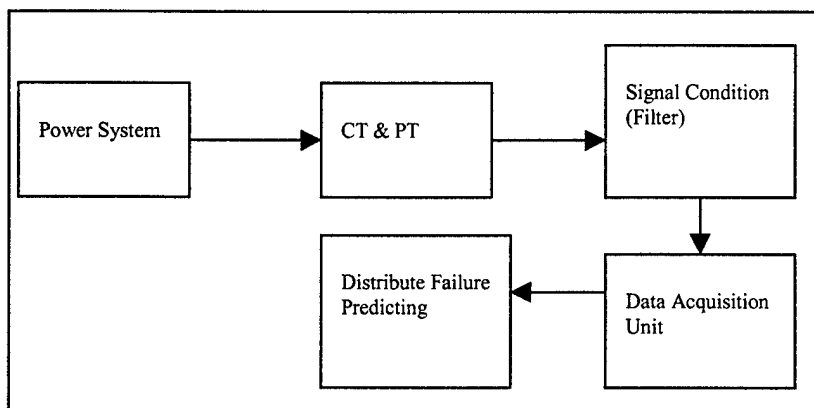 Power System
CT & PT
Signal Condition
(Filter)
Distribute Failure
Predicting
Data Acquisition
Unit